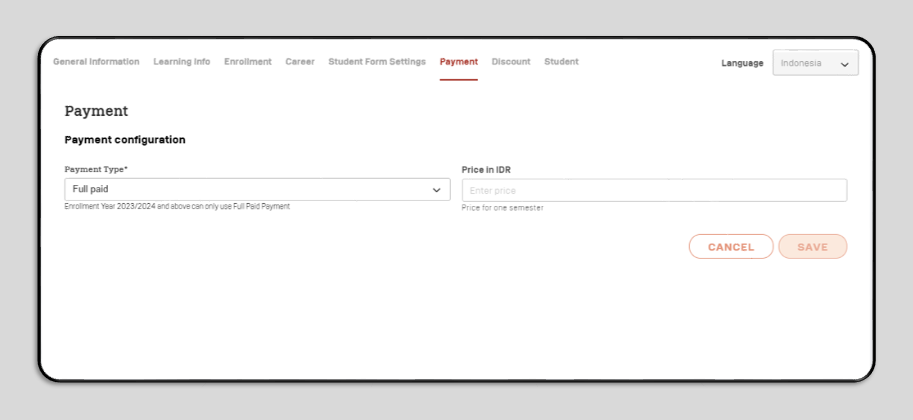 General Information Learning Info Enrollment Career Student Form Settings Payment Discount Student Language Indonesia
Payment
Payment configuration
Payment Type* Price in IDR
Full paid Enter price
Enrollment Year 2023/2024 and above can only use Full Paid Payment Price for one semester
CANCEL SAVE